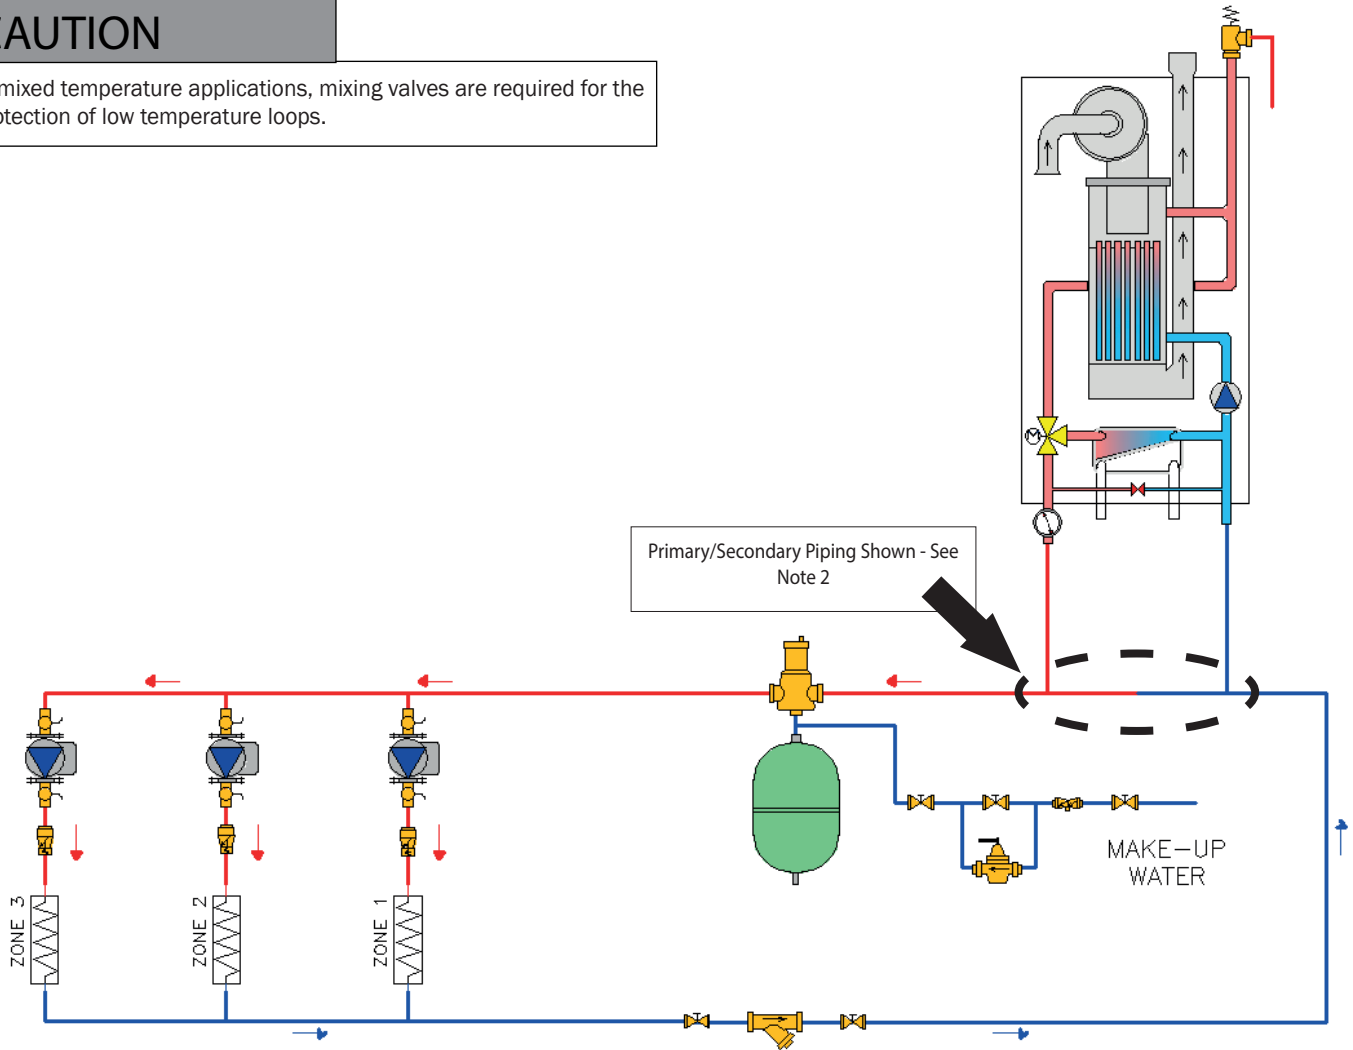 CAUTION
mixed temperature applications, mixing valves are required for the
otection of low temperature loops.
M
Primary/Secondary Piping Shown - See
Note 2
MAKE-UP
WATER
ZONE 3
ZONE 2
ZONE 1